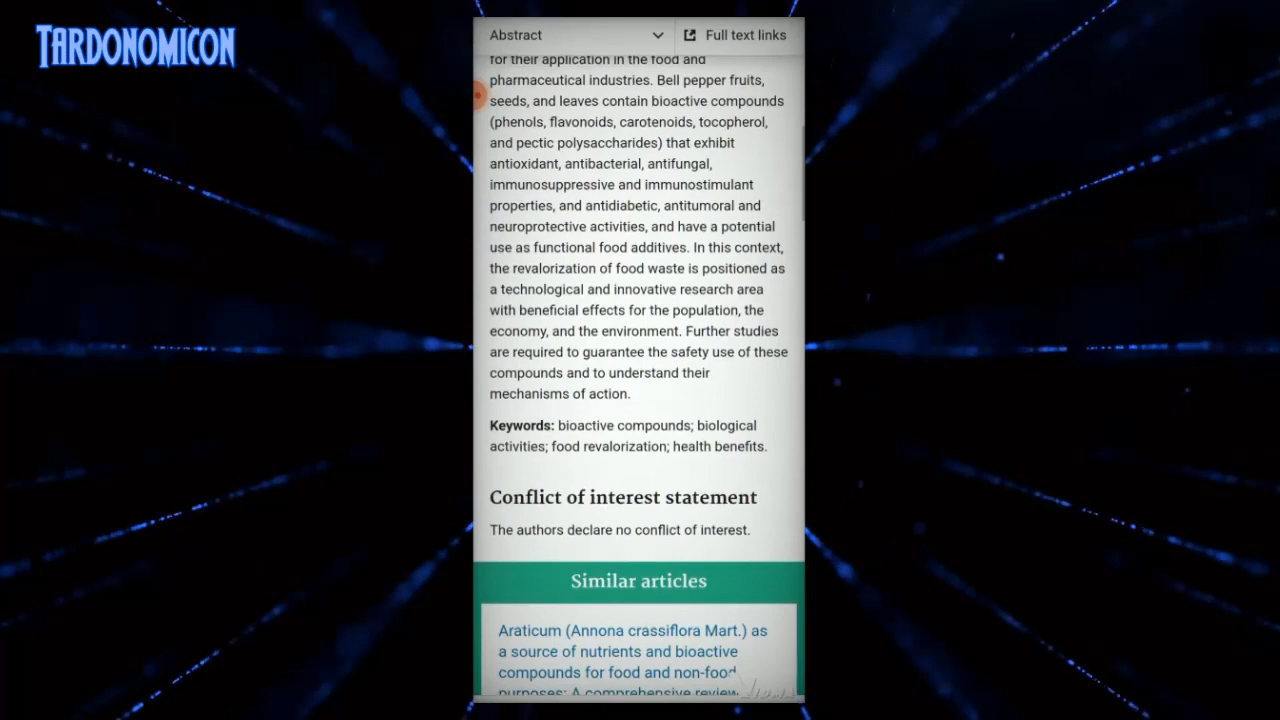 TARDONOMICON
Abstract
Full text links
for their application in the food and
pharmaceutical industries. Bell pepper fruits,
seeds, and leaves contain bioactive compounds
(phenols, flavonoids, carotenoids, tocopherol,
and pectic polysaccharides) that exhibit
antioxidant, antibacterial, antifungal,
immunosuppressive and immunostimulant
properties, and antidiabetic, antitumoral and
neuroprotective activities, and have a potential
use as functional food additives. In this context,
the revalorization of food waste is positioned as
a technological and innovative research area
with beneficial effects for the population, the
economy, and the environment. Further studies
are required to guarantee the safety use of these
compounds and to understand their
mechanisms of action.
Keywords: bioactive compounds; biological
activities; food revalorization; health benefits.
Conflict of interest statement
The authors declare no conflict of interest.
Similar articles
Araticum (Annona crassiflora Mart.) as
a source of nutrients and bioactive
compounds for food and non-food
purposes: A comprehensive review